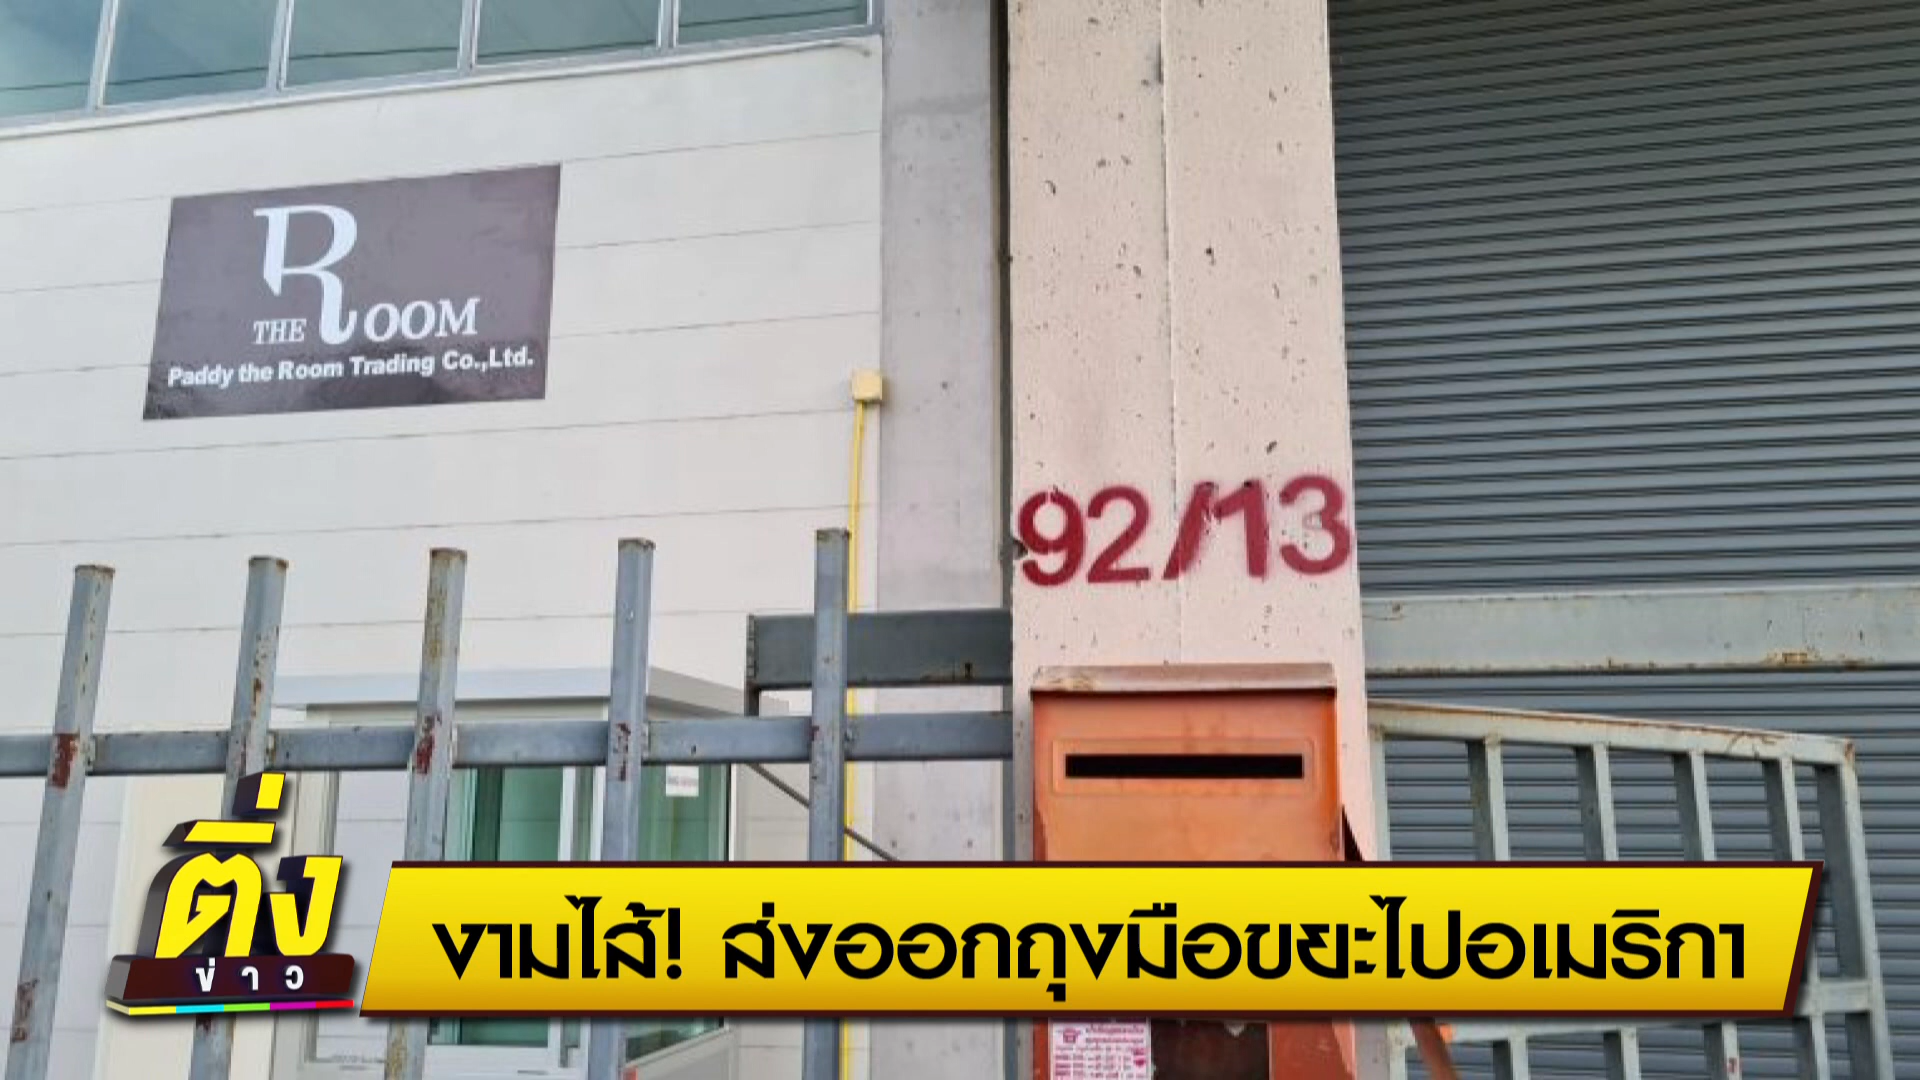 THE ROOM
Paddy the Room Trading Co.,Ltd.
92/13
ติ่ง
ข่าว
งามไส้! ส่งออกถุงมือขยะไปอเมริกา